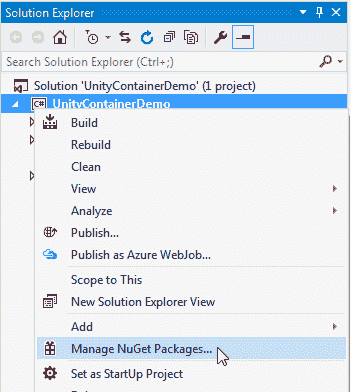 Solution Explorer
Search Solution Explorer (Ctrl+;)
Solution 'UnityContainerDemo' (1 project)
C# UnityContainerDemo
Build
Rebuild
Clean
View
Analyze
Publish...
Publish as Azure WebJob...
Scope to This
New Solution Explorer View
Add
Manage NuGet Packages...
Set as StartUp Project